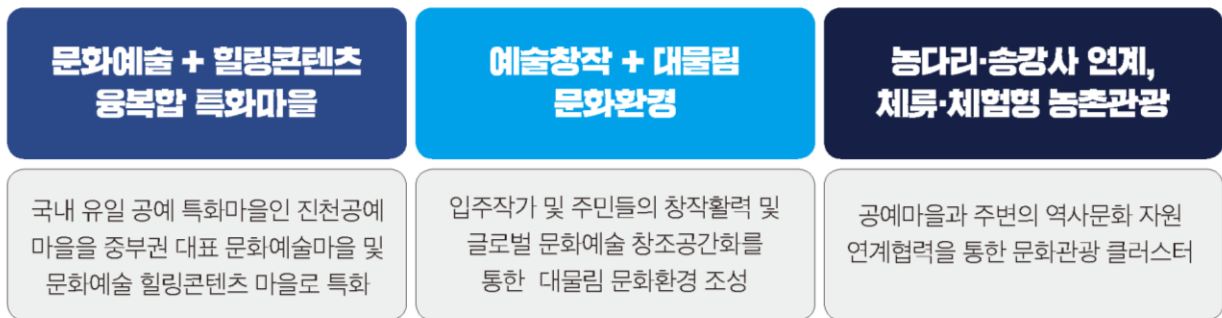 문화예술 + 힐링콘텐츠
융복합 특화마을
국내 유일 공예 특화마을인 진천공예
마을을 중부권 대표 문화예술마을 및
문화예술 힐링콘텐츠 마을로 특화
예술창작 + 대물림
문화환경
입주작가 및 주민들의 창작활력 및
글로벌 문화예술 창조공간화를
통한 대물림 문화환경 조성
농다리·송강사 연계,
체류·체험형 농촌관광
공예마을과 주변의 역사문화 자원
연계협력을 통한 문화관광 클러스터